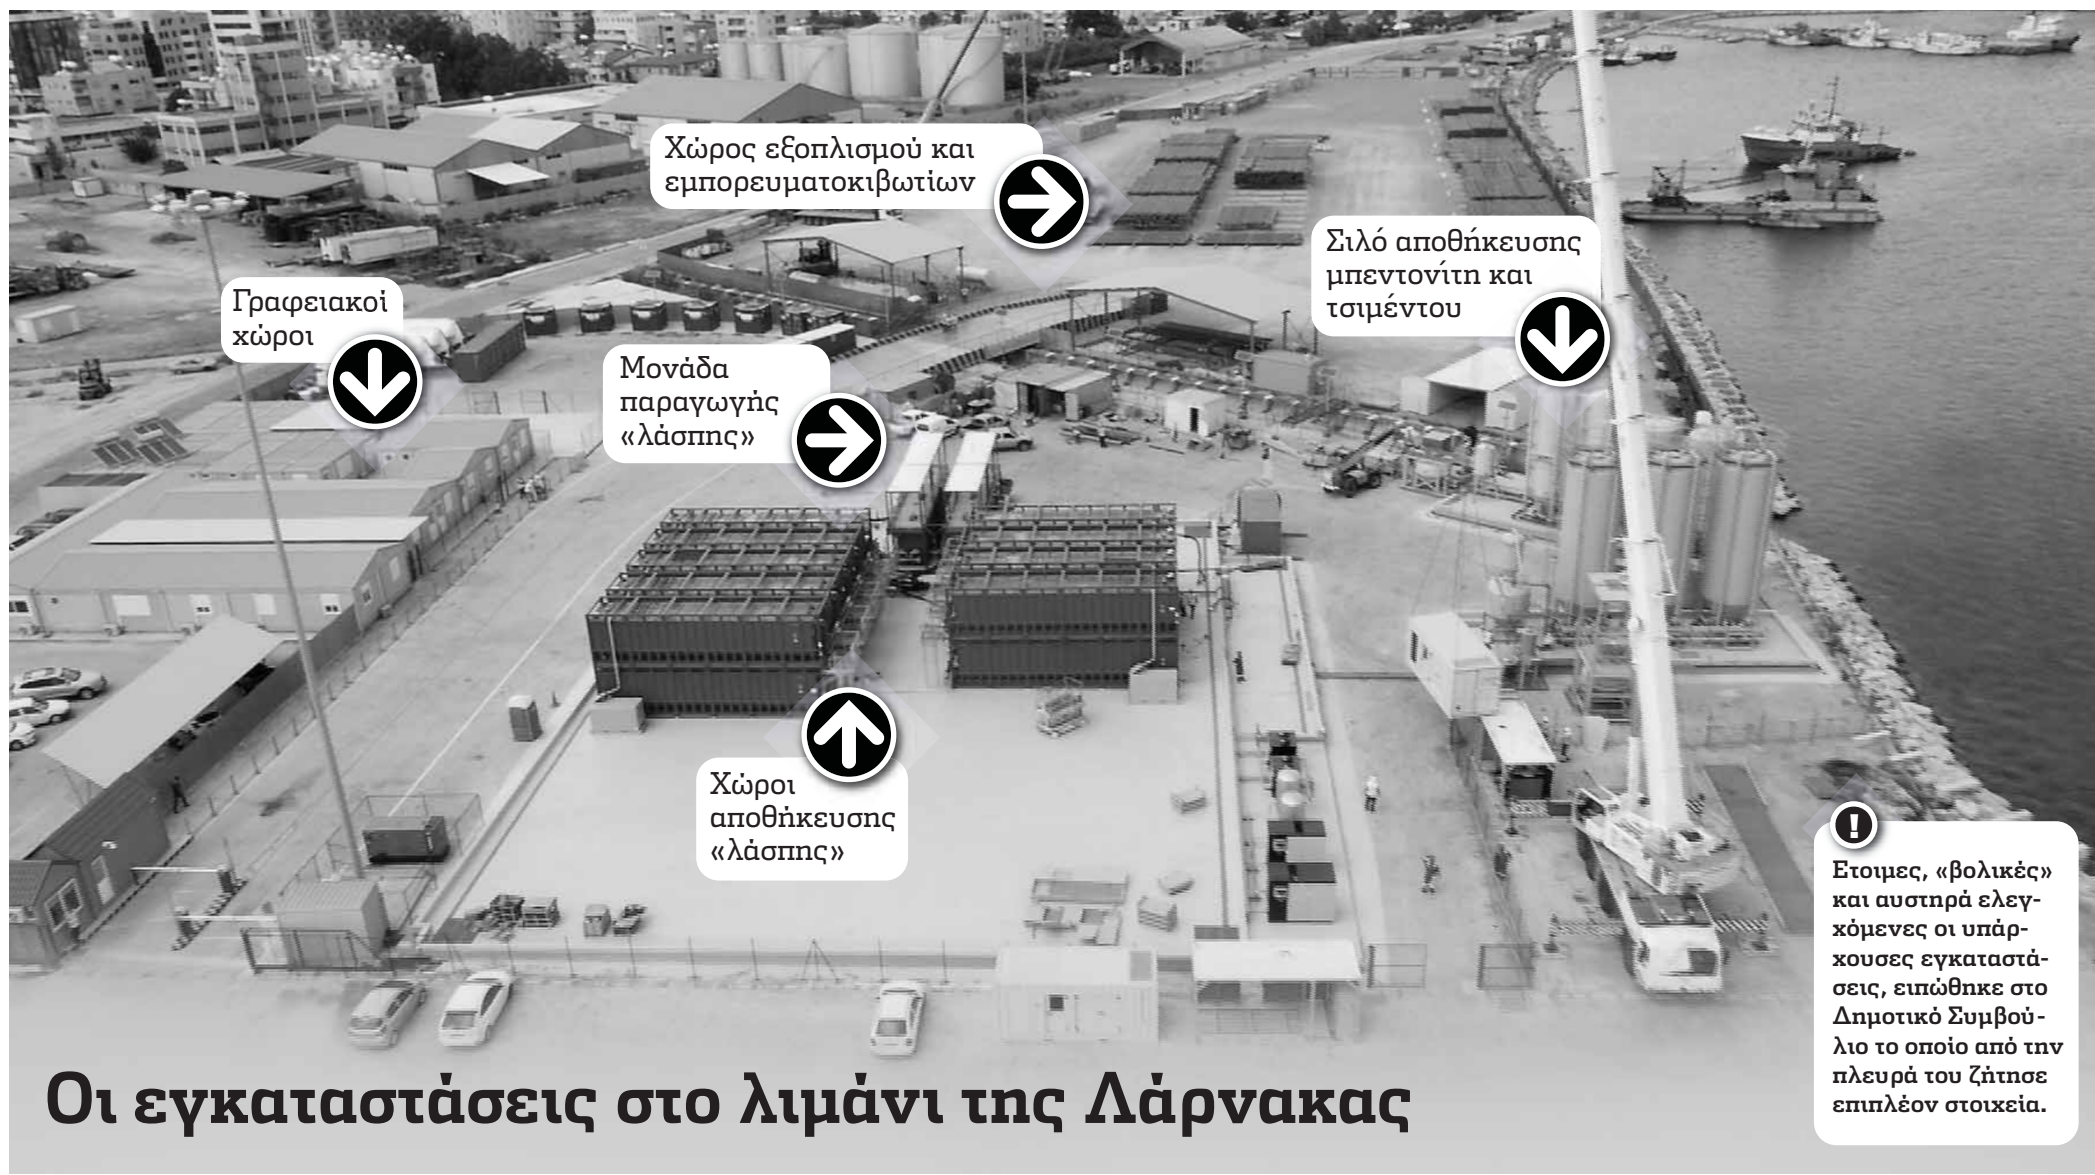 Χώρος εξοπλισμού και
εμπορευματοκιβωτίων
Σιλό αποθήκευσης
μπεντονίτη και
τσιμέντου
Γραφειακοί
χώροι
Μονάδα
παραγωγής
«λάσπης»
Χώροι
αποθήκευσης
«λάσπης»
!
Ετοιμες, «βολικές»
και αυστηρά ελεγ-
χόμενες οι υπάρ-
χουσες εγκαταστά-
σεις, ειπώθηκε στο
Δημοτικό Συμβού-
λιο το οποίο από την
πλευρά του ζήτησε
επιπλέον στοιχεία.
Οι εγκαταστάσεις στο λιμάνι της Λάρνακας